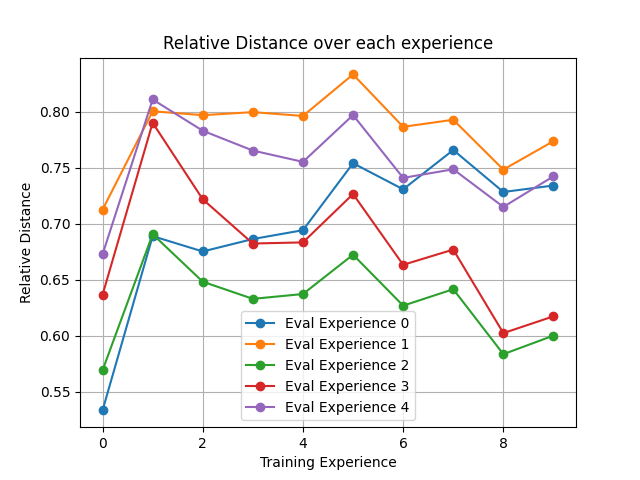 Relative Distance over each experience
Relative Distance
0.80
0.75
0.70
0.65
0.60
0.55
Eval Experience 0
Eval Experience 1
Eval Experience 2
Eval Experience 3
Eval Experience 4
0 2 4 6 8
Training Experience